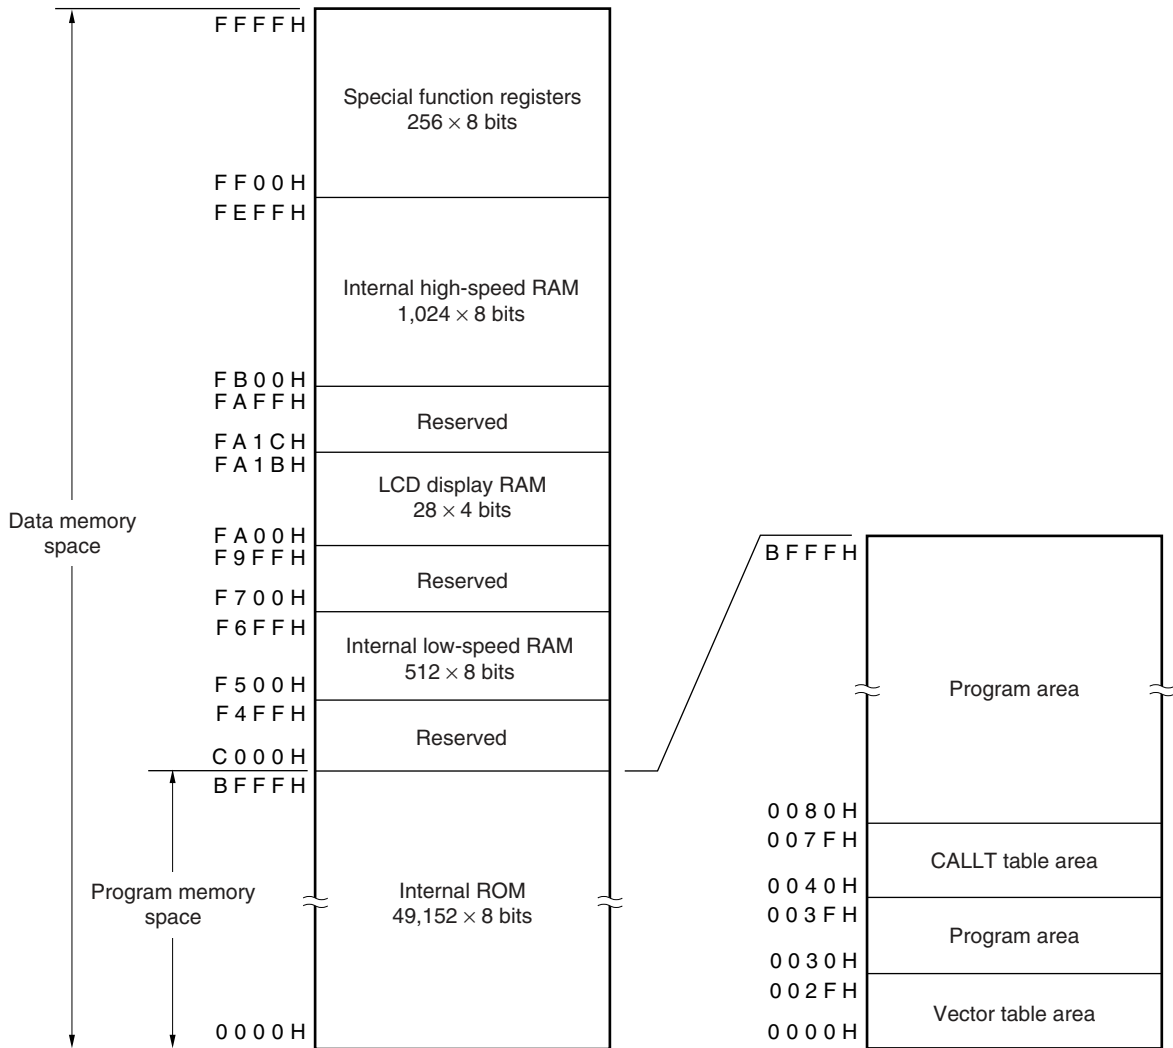 FFFFH
Special function registers
256 × 8 bits
FF00H
FEFFH
Internal high-speed RAM
1,024 × 8 bits
FB00H
FAFFH
Reserved
FA1CH
FA1BH
LCD display RAM
28 × 4 bits
FA00H
F9FFH
Reserved
F700H
F6FFH
Internal low-speed RAM
512 × 8 bits
F500H
F4FFH
Reserved
C000H
BFFFH
Internal ROM
49,152 × 8 bits
0000H
Data memory
space
Program memory
space
BFFFH
Program area
0080H
007FH
CALLT table area
0040H
003FH
Program area
0030H
002FH
Vector table area
0000H